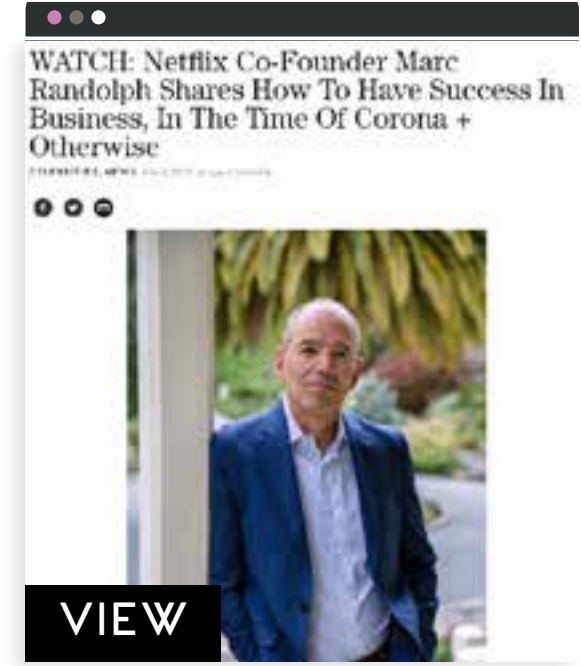 WATCH: Netflix Co-Founder Marc
Randolph Shares How To Have Success In
Business, In The Time Of Corona +
Otherwise
VIEW